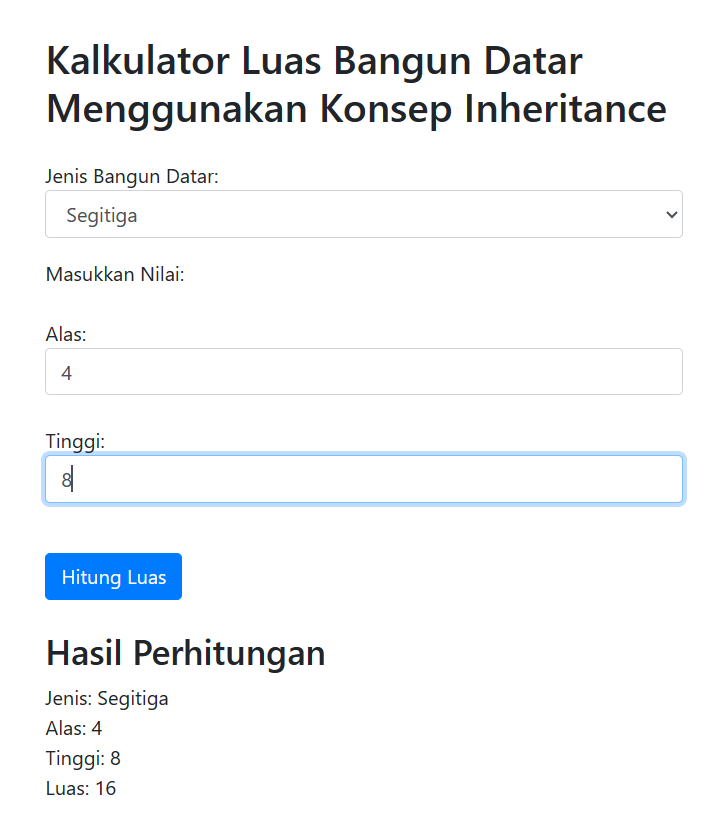 Kalkulator Luas Bangun Datar
Menggunakan Konsep Inheritance
Jenis Bangun Datar:
Segitiga
Masukkan Nilai:
Alas:
4
Tinggi:
8
Hitung Luas
Hasil Perhitungan
Jenis: Segitiga
Alas: 4
Tinggi: 8
Luas: 16